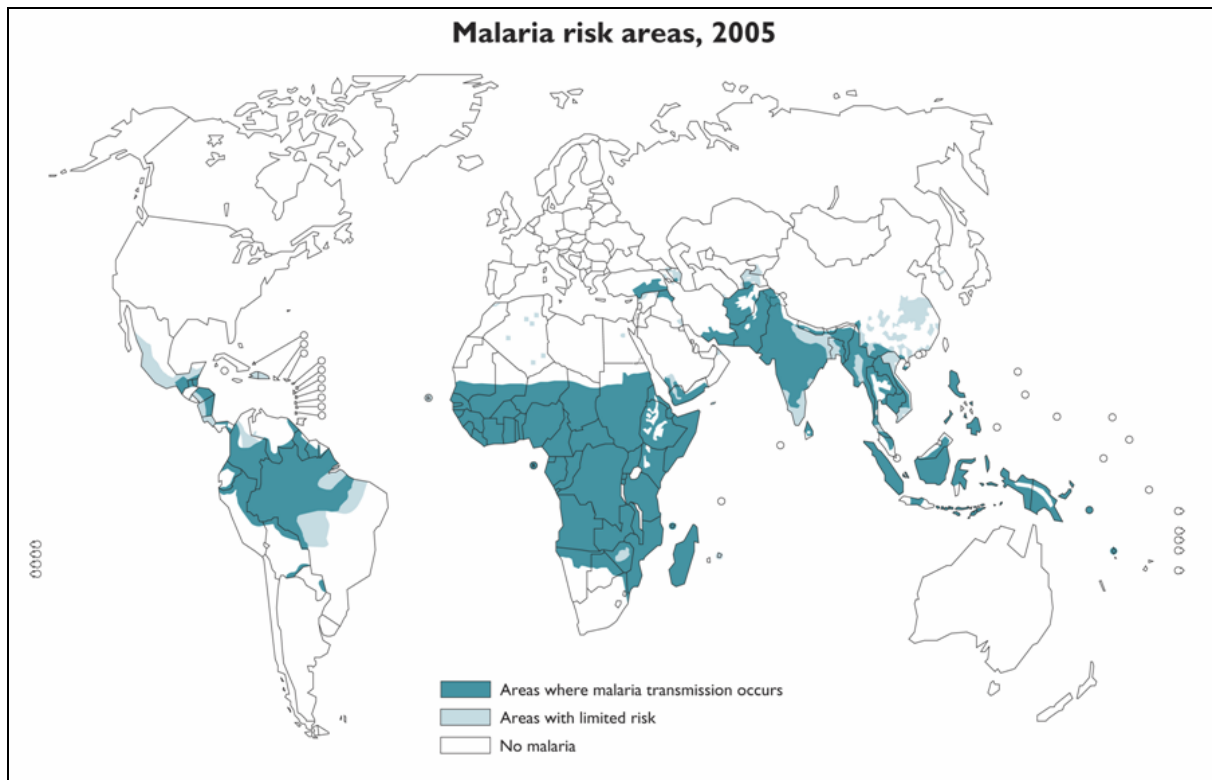 Malaria risk areas, 2005
Areas where malaria transmission occurs
Areas with limited risk
No malaria